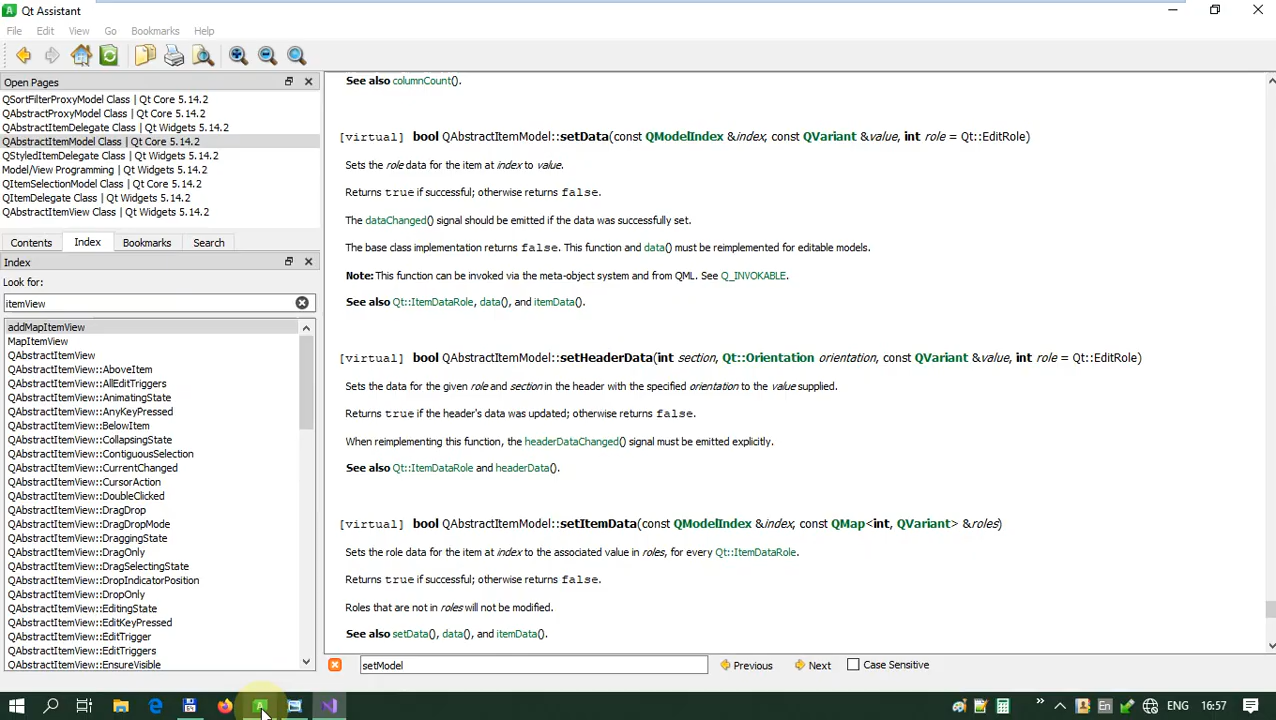 Qt Assistant
File Edit View Go Bookmarks Help
Open Pages
QSortFilterProxyModel Class | Qt Core 5.14.2
QAbstractProxyModel Class | Qt Core 5.14.2
QAbstractItemDelegate Class | Qt Widgets 5.14.2
QAbstractItemModel Class | Qt Core 5.14.2
QStyledItemDelegate Class | Qt Widgets 5.14.2
Model/View Programming | Qt Widgets 5.14.2
QItemSelectionModel Class | Qt Core 5.14.2
QItemDelegate Class | Qt Widgets 5.14.2
QAbstractItemView Class | Qt Widgets 5.14.2
Contents Index Bookmarks Search
Index
Look for:
itemView
addMapItemView
MapItemView
QAbstractItemView
QAbstractItemView::AboveItem
QAbstractItemView::AllEditTriggers
QAbstractItemView::AnimatingState
QAbstractItemView::AnyKeyPressed
QAbstractItemView::BelowItem
QAbstractItemView::CollapsingState
QAbstractItemView::ContiguousSelection
QAbstractItemView::CurrentChanged
QAbstractItemView::CursorAction
QAbstractItemView::DoubleClicked
QAbstractItemView::DragDrop
QAbstractItemView::DragDropMode
QAbstractItemView::DraggingState
QAbstractItemView::DragOnly
QAbstractItemView::DragSelectingState
QAbstractItemView::DropIndicatorPosition
QAbstractItemView::DropOnly
QAbstractItemView::EditingState
QAbstractItemView::EditKeyPressed
QAbstractItemView::EditTrigger
QAbstractItemView::EditTriggers
QAbstractItemView::EnsureVisible
See also columnCount().
[virtual] bool QAbstractItemModel::setData(const QModelIndex &index, const QVariant &value, int role = Qt::EditRole)
Sets the role data for the item at index to value.
Returns true if successful; otherwise returns false.
The dataChanged() signal should be emitted if the data was successfully set.
The base class implementation returns false. This function and data() must be reimplemented for editable models.
Note: This function can be invoked via the meta-object system and from QML. See Q_INVOKABLE.
See also Qt::ItemDataRole, data(), and itemData().
[virtual] bool QAbstractItemModel::setHeaderData(int section, Qt::Orientation orientation, const QVariant &value, int role = Qt::EditRole)
Sets the data for the given role and section in the header with the specified orientation to the value supplied.
Returns true if the header's data was updated; otherwise returns false.
When reimplementing this function, the headerDataChanged() signal must be emitted explicitly.
See also Qt::ItemDataRole and headerData().
[virtual] bool QAbstractItemModel::setItemData(const QModelIndex &index, const QMap<int, QVariant> &roles)
Sets the role data for the item at index to the associated value in roles, for every Qt::ItemDataRole.
Returns true if successful; otherwise returns false.
Roles that are not in roles will not be modified.
See also setData(), data(), and itemData().
setModel Previous Next Case Sensitive
En ENG 16:57